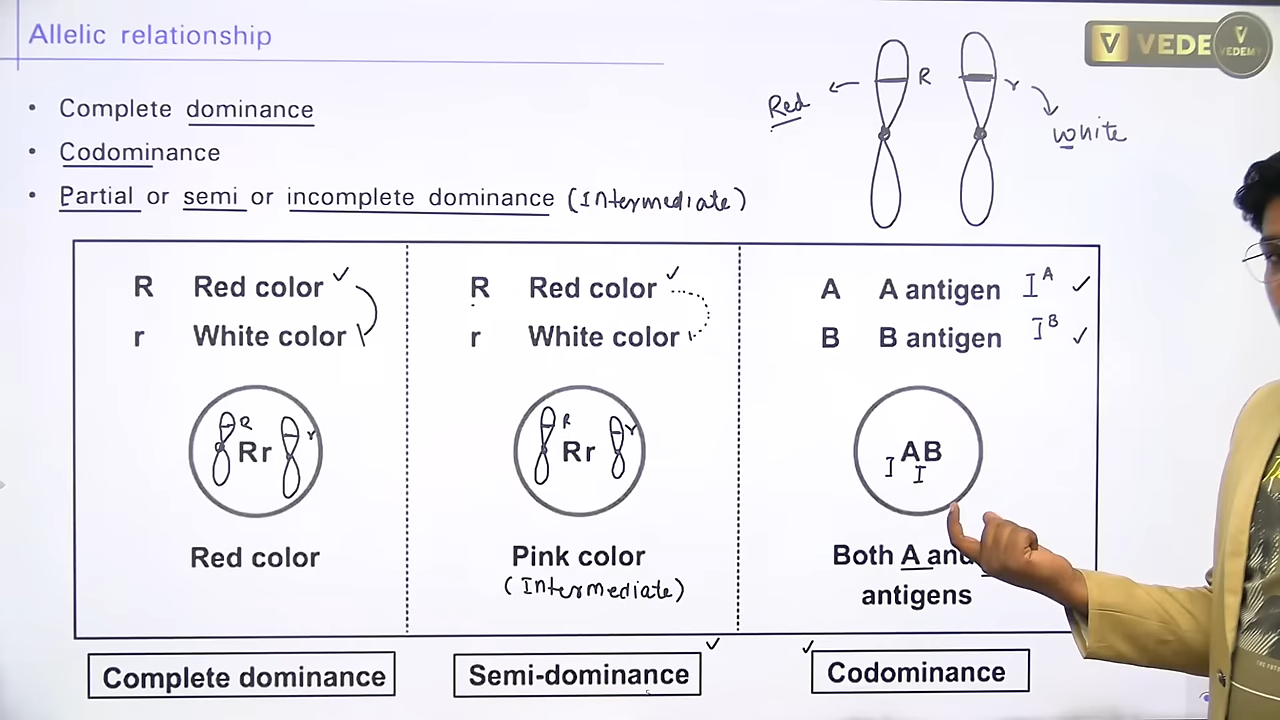 Allelic relationship
VEDE
VEDEMY
• Complete dominance
• Codominance
• Partial or semi or incomplete dominance (Intermediate)
Red
R
r
white
R Red color
r White color
R
Rr
r
Red color
Complete dominance
R Red color
r White color
R
Rr
r
Pink color
(Intermediate)
Semi-dominance
A A antigen I^A
B B antigen I^B
AB
I I
Both A and
antigens
Codominance